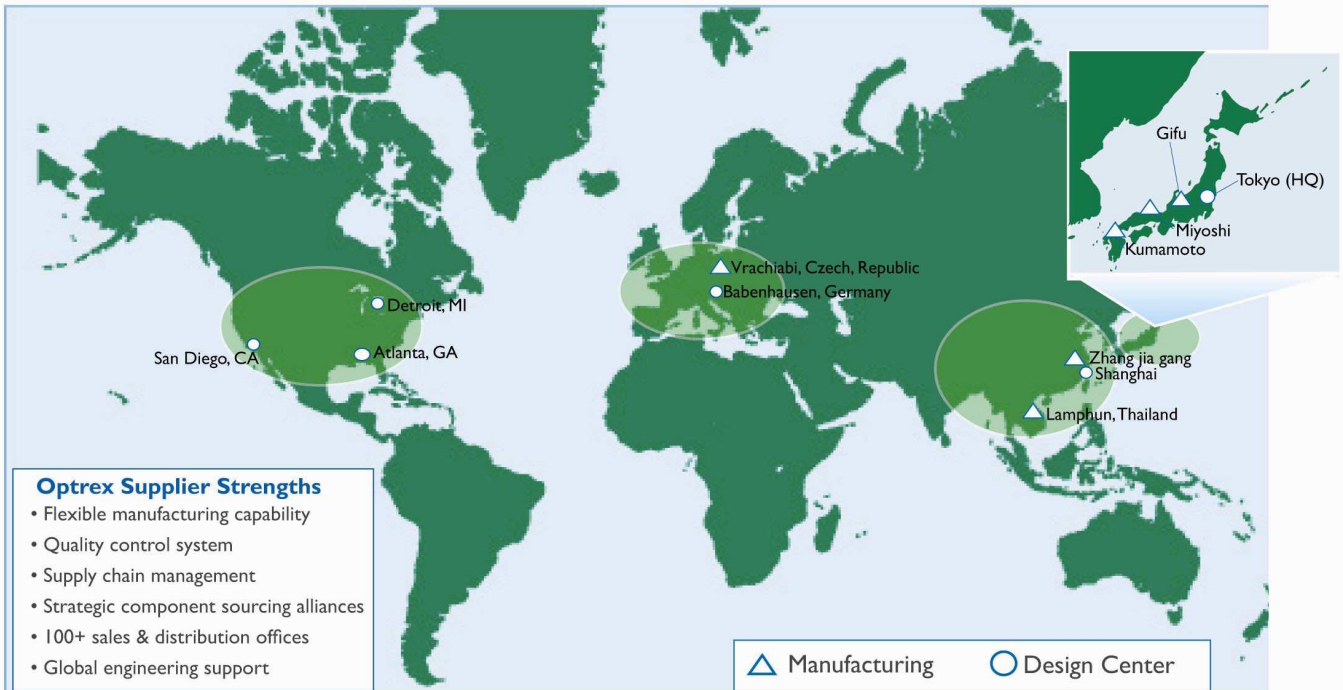 Gifu
Tokyo (HQ)
Miyoshi
Kumamoto
Vrachiabi, Czech, Republic
Babenhausen, Germany
Detroit, MI
San Diego, CA
Atlanta, GA
Zhang jia gang
Shanghai
Lamphun, Thailand
Optrex Supplier Strengths
• Flexible manufacturing capability
• Quality control system
• Supply chain management
• Strategic component sourcing alliances
• 100+ sales & distribution offices
• Global engineering support
Manufacturing
Design Center